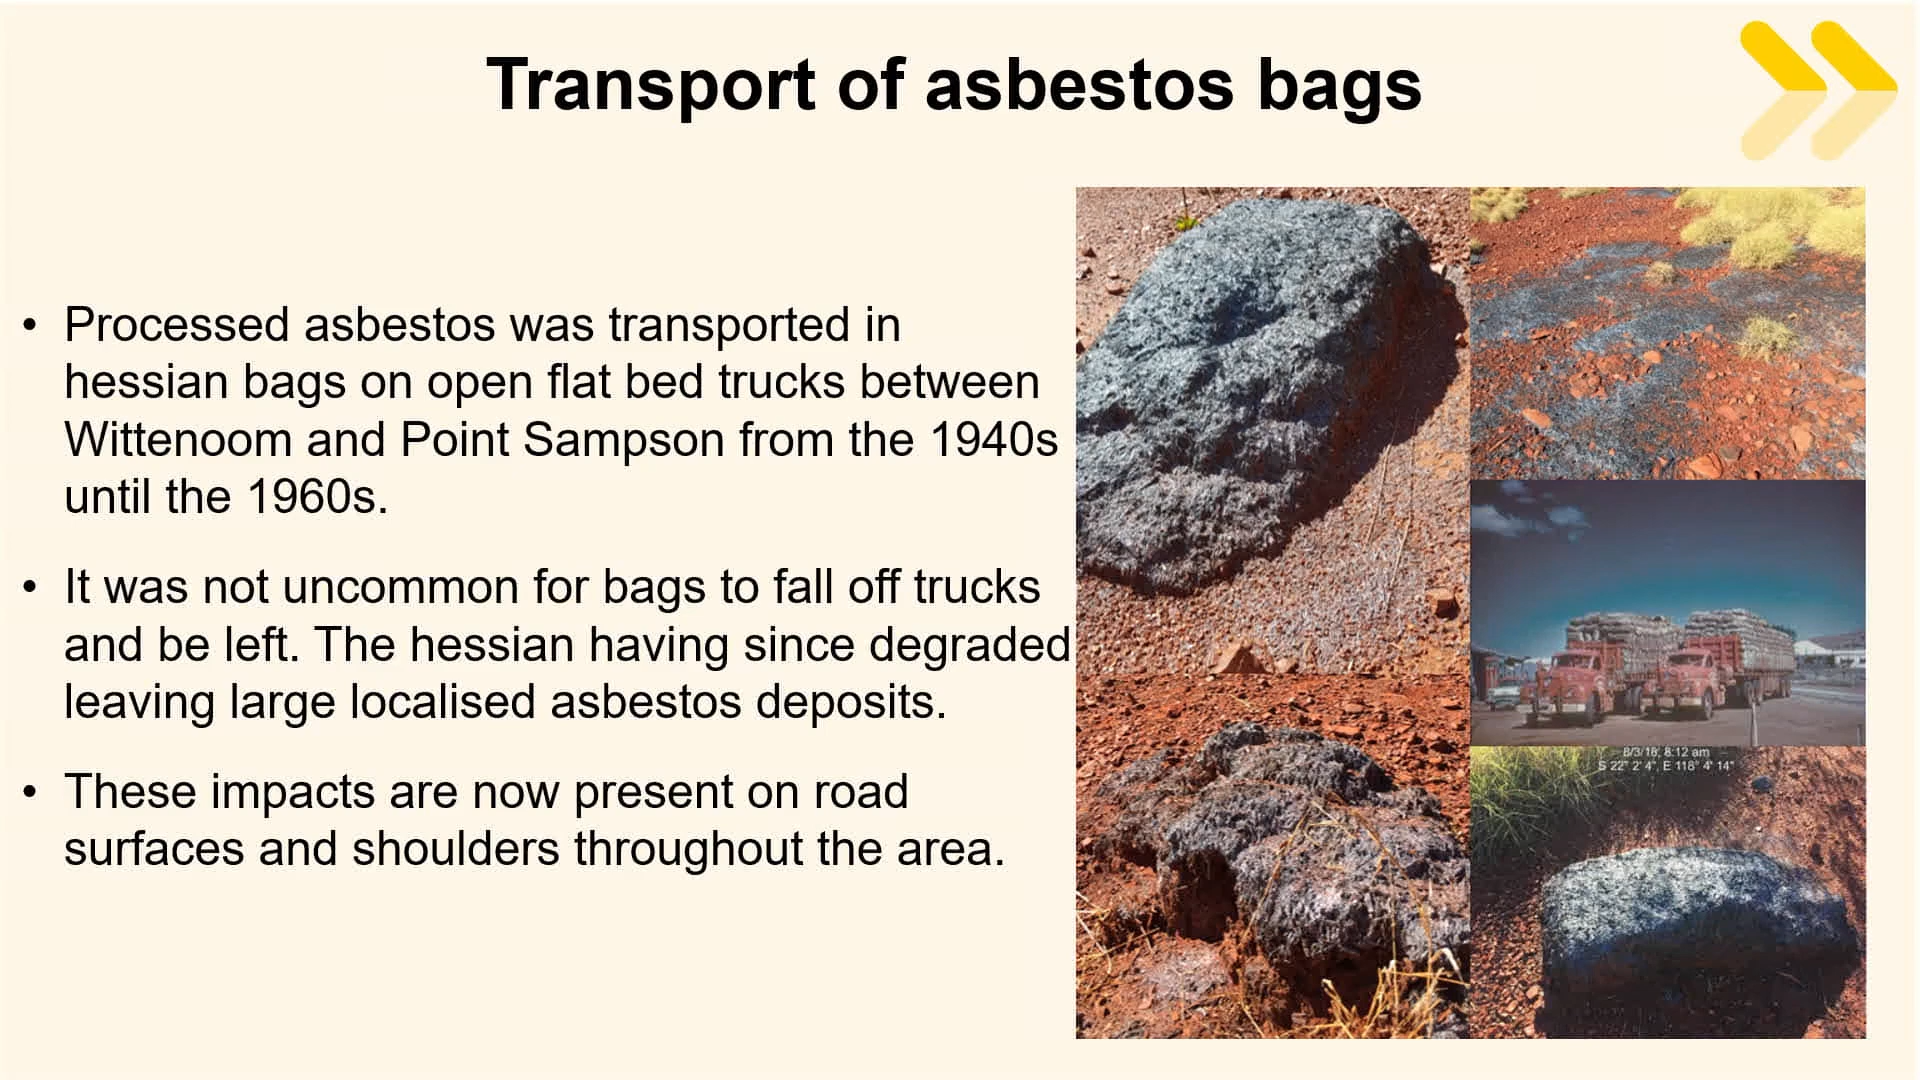 Transport of asbestos bags
• Processed asbestos was transported in
hessian bags on open flat bed trucks between
Wittenoom and Point Sampson from the 1940s
until the 1960s.
• It was not uncommon for bags to fall off trucks
and be left. The hessian having since degraded
leaving large localised asbestos deposits.
• These impacts are now present on road
surfaces and shoulders throughout the area.
8/3/16, 8:12 am
S 22° 2' 4", E 118° 4' 14"